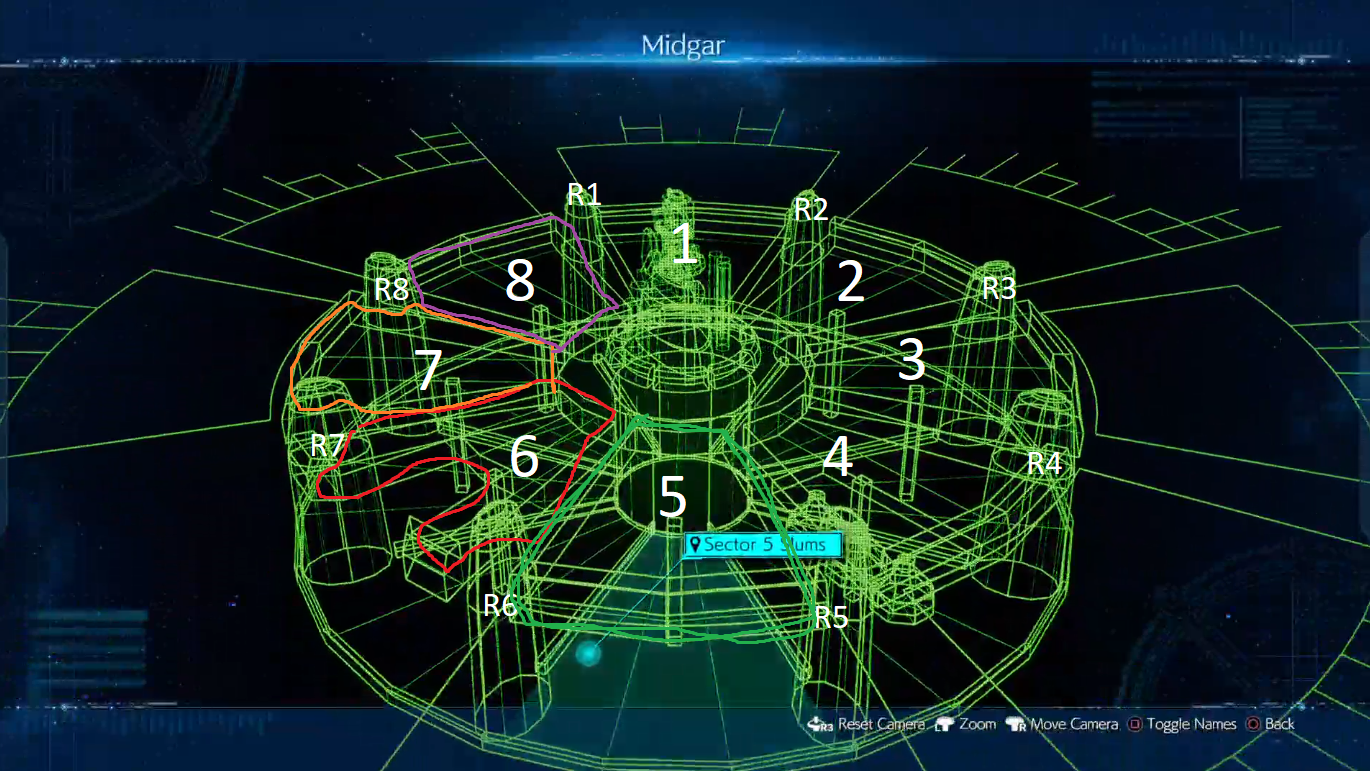 Midgar
R1
R2
1
8
2
R8
R3
7
3
R7
6
4
R4
5
Sector 5 Slums
R6
R5
R3 Reset Camera Zoom R Move Camera Toggle Names Back